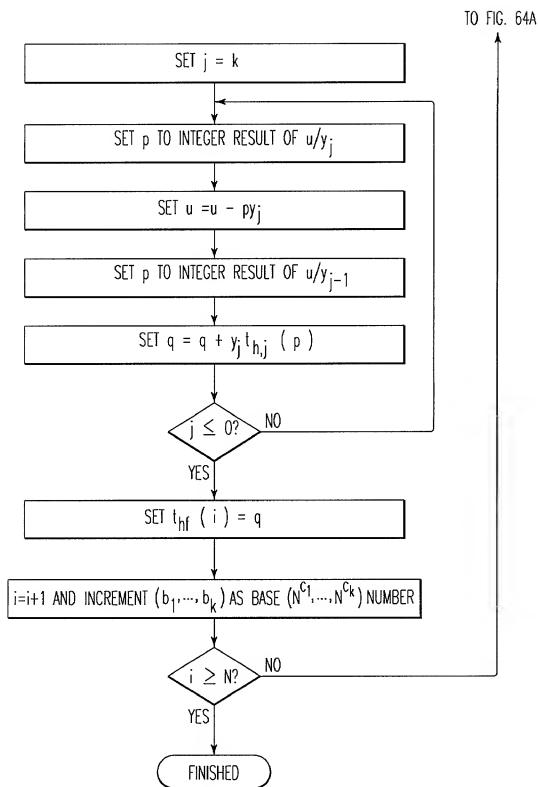 TO FIG. 64A
SET j = k
SET p TO INTEGER RESULT OF u/y_j
SET u =u - py_j
SET p TO INTEGER RESULT OF u/y_{j-1}
SET q = q + y_j t_{h,j} ( p )
j ≤ 0?
NO
YES
SET t_{hf} ( i ) = q
i=i+1 AND INCREMENT (b_1,...,b_k) AS BASE (N^{C1},...,N^{Ck}) NUMBER
i ≥ N?
NO
YES
FINISHED